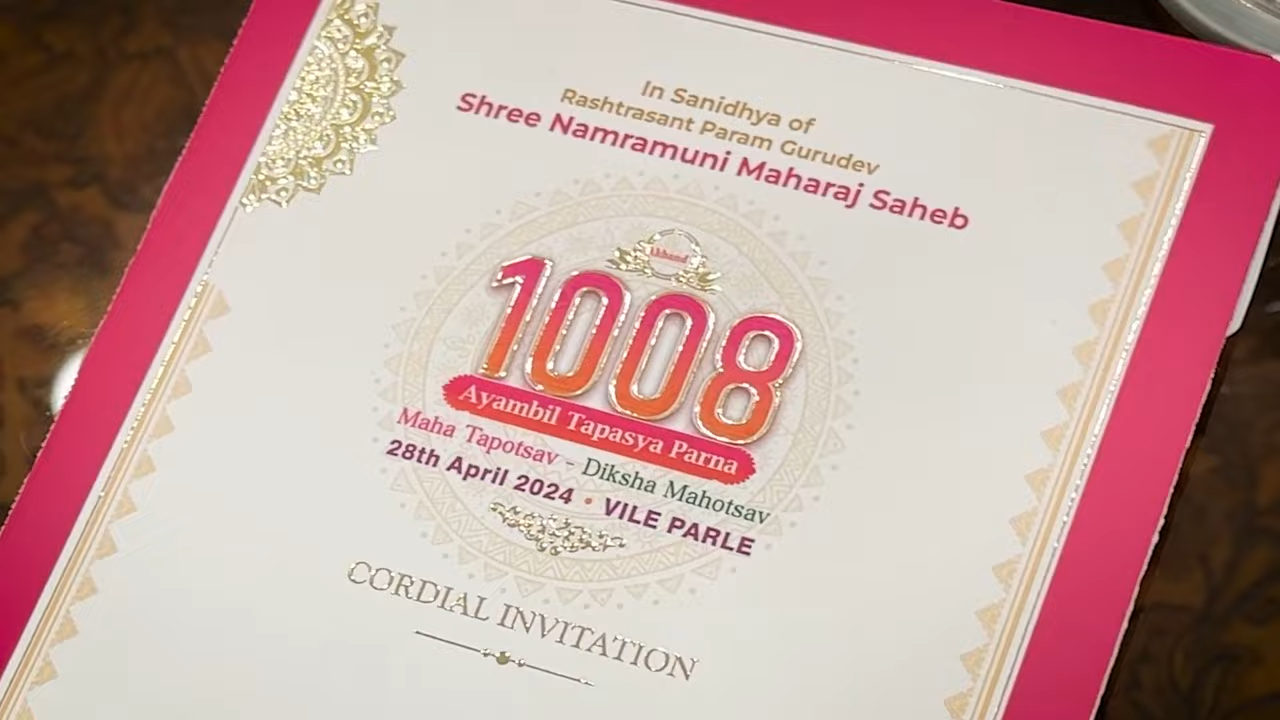 In Sanidhya of
Rashtrasant Param Gurudev
Shree Namramuni Maharaj Saheb
Akhand
1008
Ayambil Tapasya Parna
Maha Tapotsav - Diksha Mahotsav
28th April 2024 • VILE PARLE
CORDIAL INVITATION